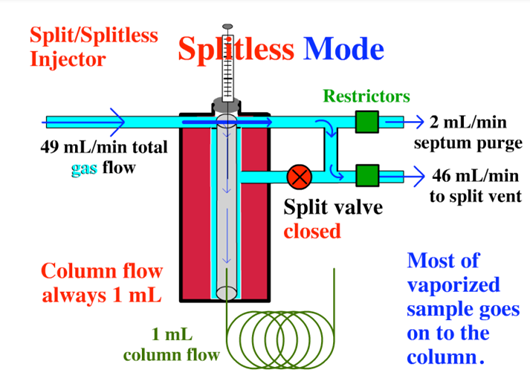 Split/Splitless
Injector
Splitless Mode
Restrictors
49 mL/min total
gas flow
2 mL/min
septum purge
46 mL/min
to split vent
Split valve
closed
Column flow
always 1 mL
Most of
vaporized
sample goes
on to the
column.
1 mL
column flow